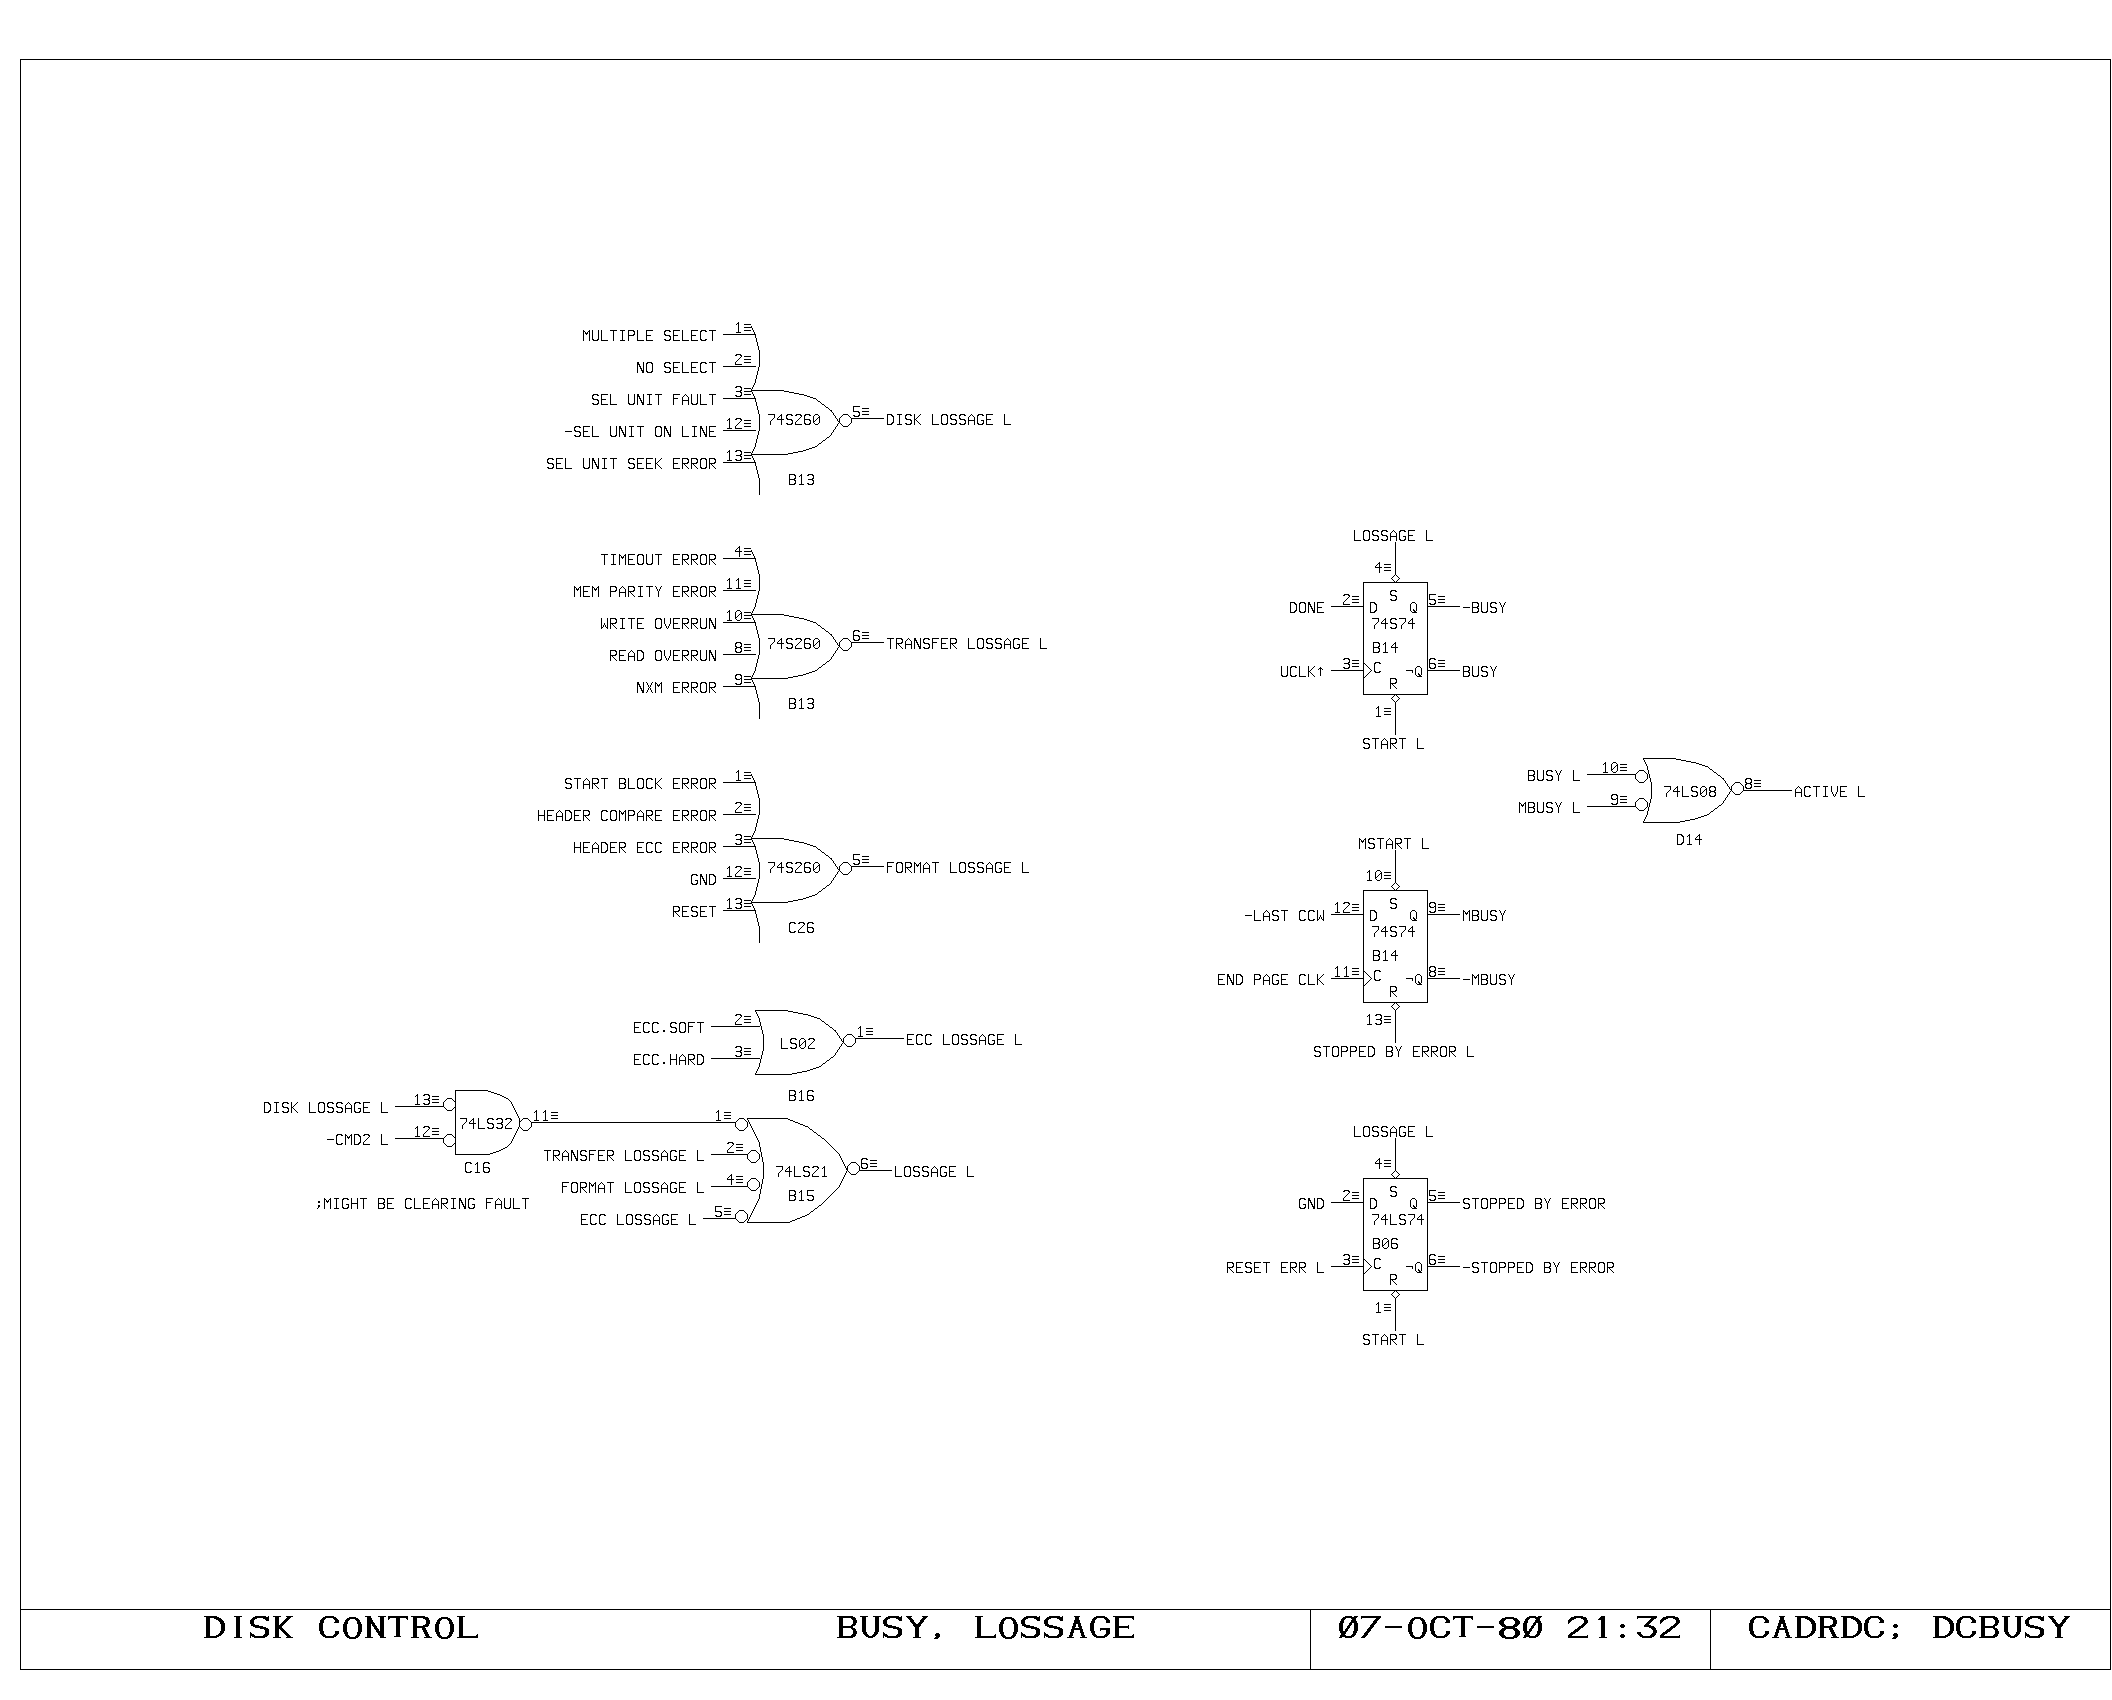 MULTIPLE SELECT 1≡
NO SELECT 2≡
SEL UNIT FAULT 3≡
74S260 5≡ DISK LOSSAGE L
-SEL UNIT ON LINE 12≡
SEL UNIT SEEK ERROR 13≡
B13
TIMEOUT ERROR 4≡
MEM PARITY ERROR 11≡
WRITE OVERRUN 10≡
74S260 6≡ TRANSFER LOSSAGE L
READ OVERRUN 8≡
NXM ERROR 9≡
B13
START BLOCK ERROR 1≡
HEADER COMPARE ERROR 2≡
HEADER ECC ERROR 3≡
74S260 5≡ FORMAT LOSSAGE L
GND 12≡
RESET 13≡
C26
ECC.SOFT 2≡
LS02 1≡ ECC LOSSAGE L
ECC.HARD 3≡
B16
DISK LOSSAGE L 13≡
74LS32 11≡ 1≡
-CMD2 L 12≡
C16
TRANSFER LOSSAGE L 2≡
74LS21 6≡ LOSSAGE L
FORMAT LOSSAGE L 4≡
B15
ECC LOSSAGE L 5≡
;MIGHT BE CLEARING FAULT
LOSSAGE L
4≡
S
DONE 2≡ D Q 5≡ -BUSY
74S74
B14
UCLK↑ 3≡ C ¬Q 6≡ BUSY
R
1≡
START L
BUSY L 10≡
74LS08 8≡ ACTIVE L
MBUSY L 9≡
D14
MSTART L
10≡
S
-LAST CCW 12≡ D Q 9≡ MBUSY
74S74
B14
END PAGE CLK 11≡ C ¬Q 8≡ -MBUSY
R
13≡
STOPPED BY ERROR L
LOSSAGE L
4≡
S
GND 2≡ D Q 5≡ STOPPED BY ERROR
74LS74
B06
RESET ERR L 3≡ C ¬Q 6≡ -STOPPED BY ERROR
R
1≡
START L
DISK CONTROL BUSY, LOSSAGE 07-OCT-80 21:32 CADRDC; DCBUSY